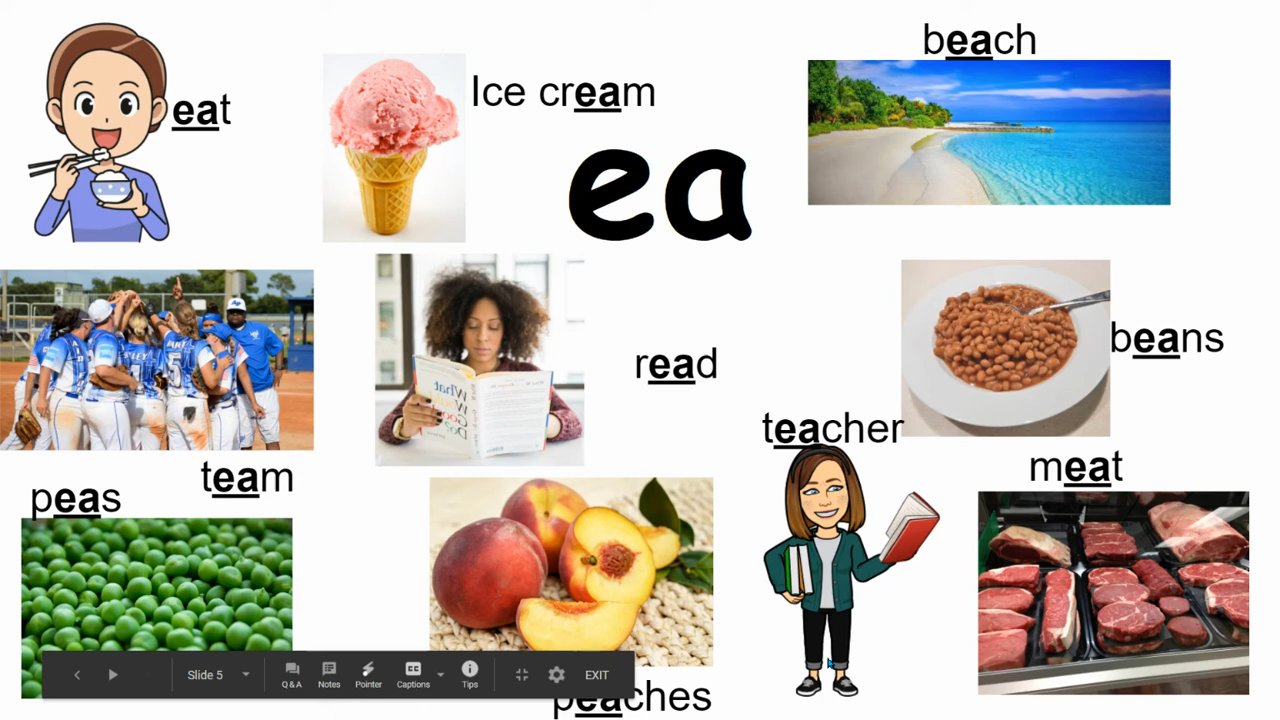 beach
eat
Ice cream
ea
read
beans
teacher
team
meat
peas
peaches
Slide 5
Q & A
Notes
Pointer
CC
Captions
Tips
EXIT